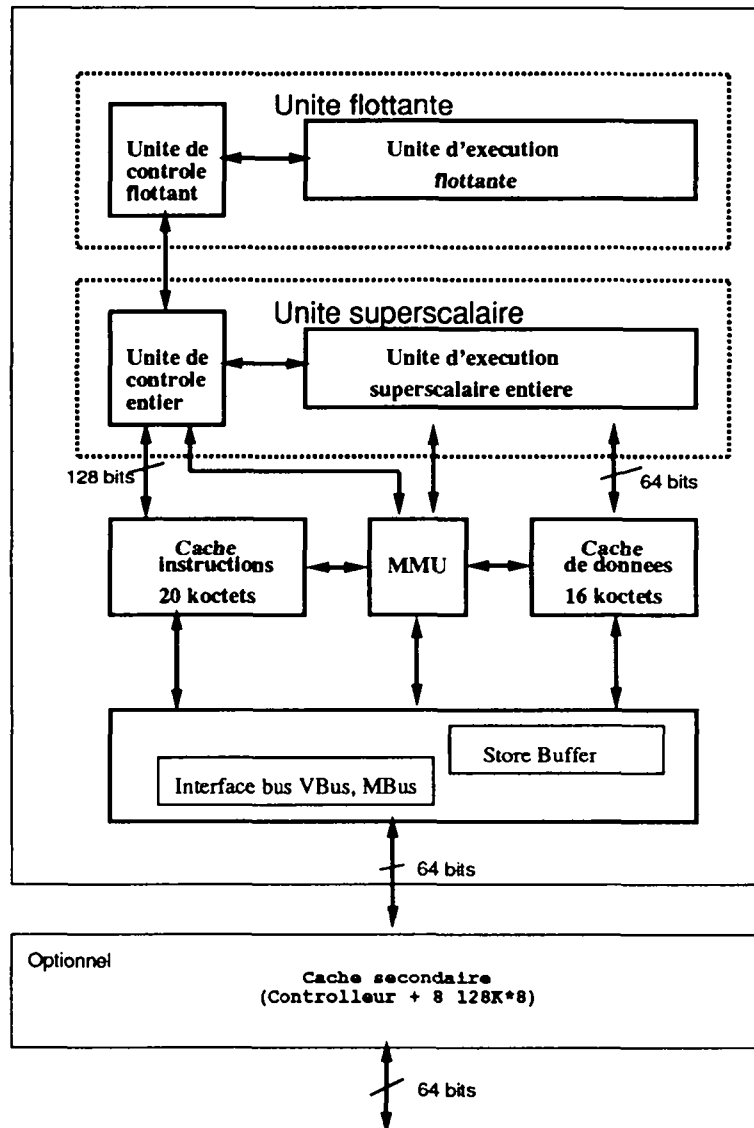 Unite flottante
Unite de
controle
flottant
Unite d'execution
flottante
Unite superscalaire
Unite de
controle
entier
Unite d'execution
superscalaire entiere
128 bits
64 bits
Cache
instructions
20 koctets
MMU
Cache
de donnees
16 koctets
Store Buffer
Interface bus VBus, MBus
64 bits
Optionnel
Cache secondaire
(Controlleur + 8 128K*8)
64 bits